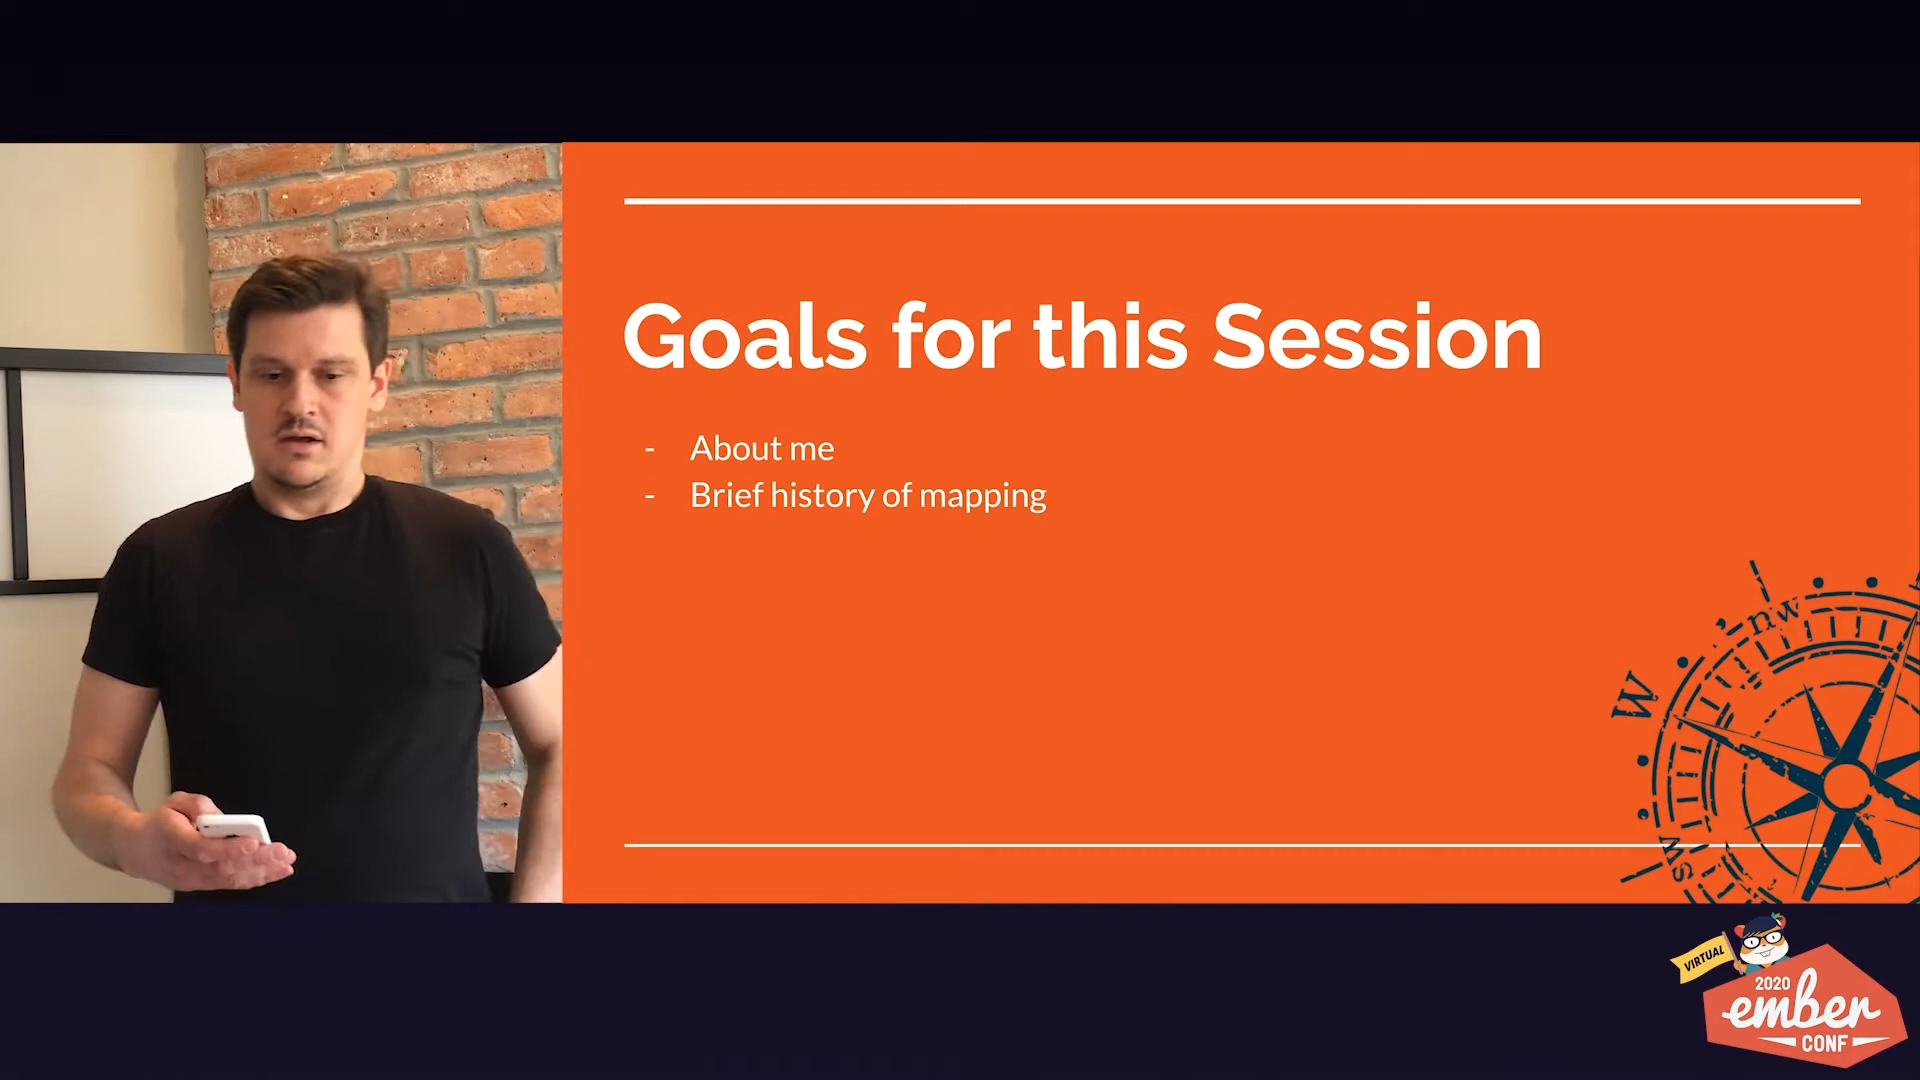 Goals for this Session
- About me
- Brief history of mapping
nw
W
sw
VIRTUAL
2020
ember
CONF